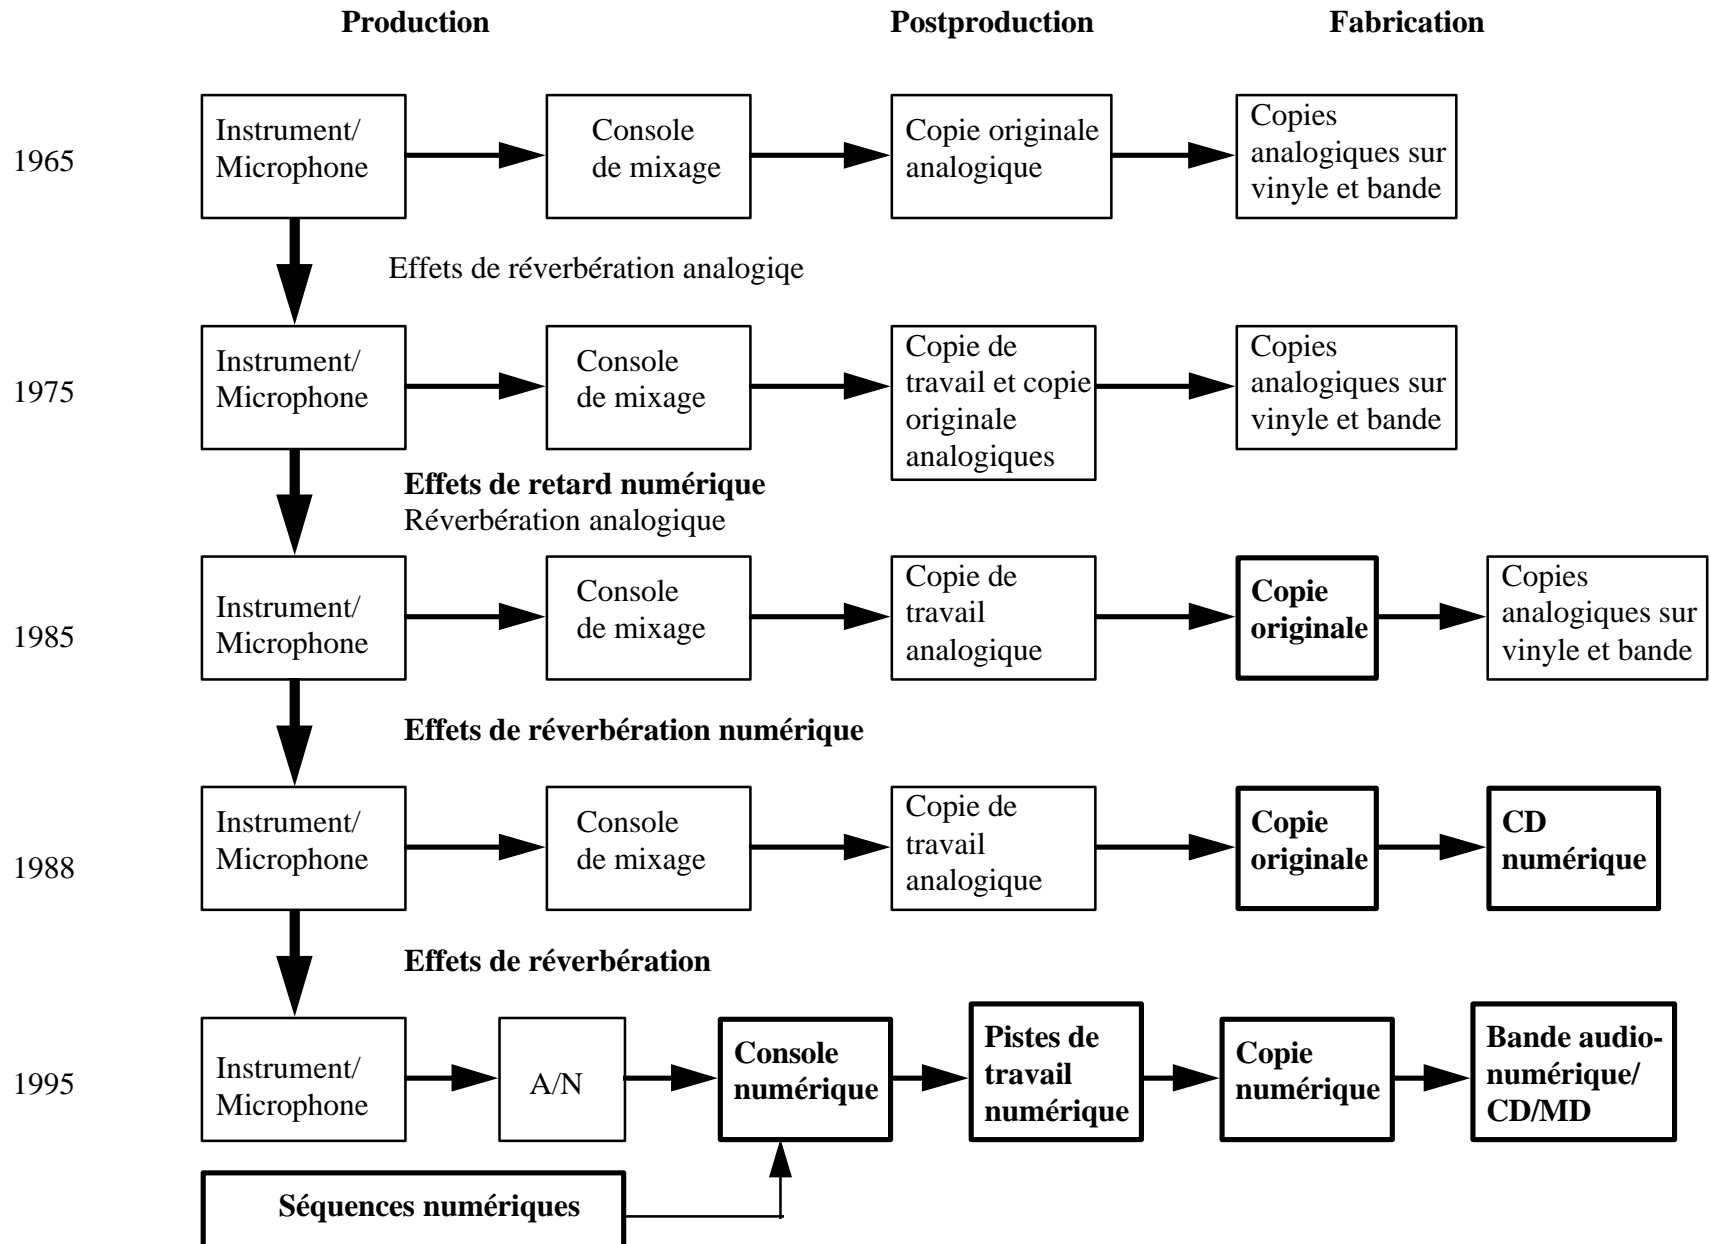 Production
Postproduction
Fabrication
1965
Instrument/
Microphone
Console
de mixage
Copie originale
analogique
Copies
analogiques sur
vinyle et bande
Effets de réverbération analogiqe
1975
Instrument/
Microphone
Console
de mixage
Copie de
travail et copie
originale
analogiques
Copies
analogiques sur
vinyle et bande
Effets de retard numérique
Réverbération analogique
1985
Instrument/
Microphone
Console
de mixage
Copie de
travail
analogique
Copie
originale
Copies
analogiques sur
vinyle et bande
Effets de réverbération numérique
1988
Instrument/
Microphone
Console
de mixage
Copie de
travail
analogique
Copie
originale
CD
numérique
Effets de réverbération
1995
Instrument/
Microphone
A/N
Console
numérique
Pistes de
travail
numérique
Copie
numérique
Bande audio-
numérique/
CD/MD
Séquences numériques